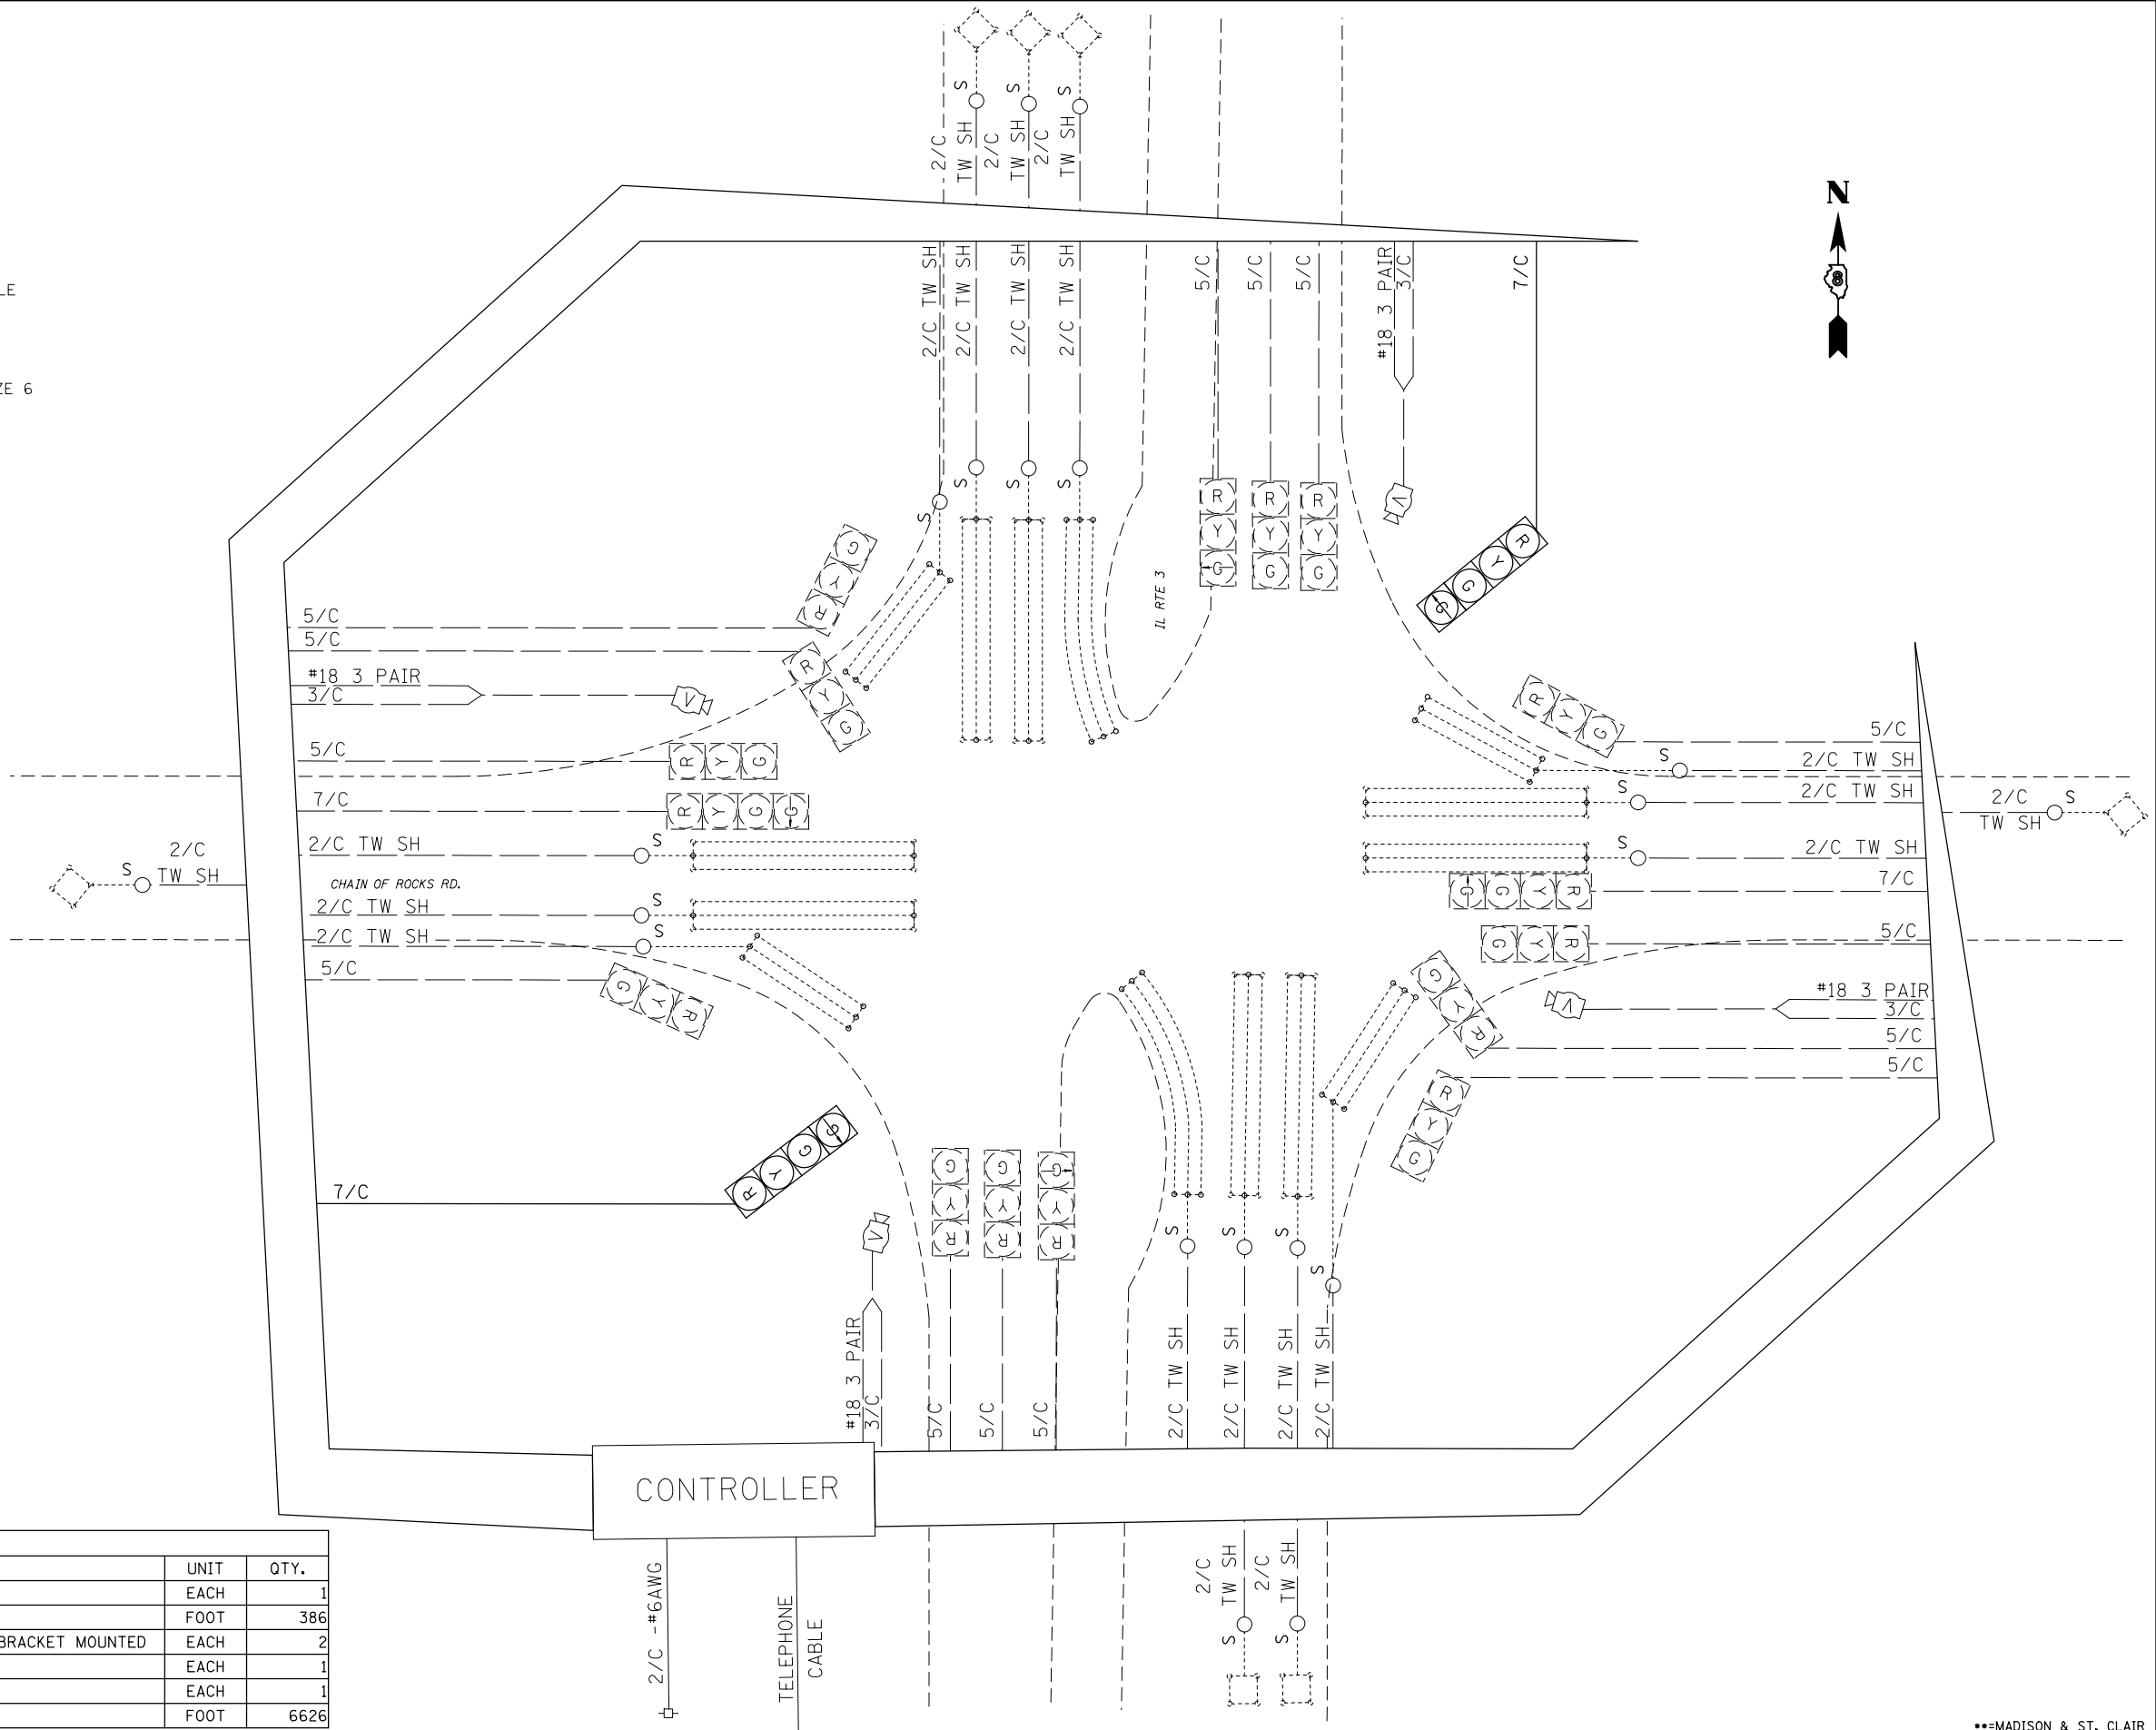 S S S
2/C TW SH 2/C TW SH 2/C TW SH
N
8
LE
ZE 6
2/C TW SH 2/C TW SH 2/C TW SH 2/C TW SH
5/C 5/C 5/C
#18 3 PAIR
3/C
7/C
S S S S
R R R
Y Y Y
G G G
V
R Y G G
G Y R
IL RTE 3
5/C
5/C
R Y G
#18 3 PAIR
3/C
V
5/C
R Y G
7/C
R Y G G
R Y G
5/C
S 2/C TW SH
S 2/C TW SH
2/C TW SH S
2/C TW SH S
2/C
S TW SH
CHAIN OF ROCKS RD.
S 2/C TW SH
G G Y R 7/C
2/C TW SH S
2/C TW SH S
5/C
G Y R
G Y R 5/C
G Y R
V
#18 3 PAIR
3/C
5/C
5/C
R Y G
7/C
R Y G G
V
G G G
Y Y Y
R R R
S S S S
#18 3 PAIR
3/C
5/C 5/C 5/C
2/C TW SH 2/C TW SH 2/C TW SH 2/C TW SH
CONTROLLER
2/C -#6AWG
TELEPHONE
CABLE
2/C TW SH 2/C TW SH
S S
UNIT QTY.
EACH 1
FOOT 386
BRACKET MOUNTED EACH 2
EACH 1
EACH 1
FOOT 6626
**=MADISON & ST. CLAIR